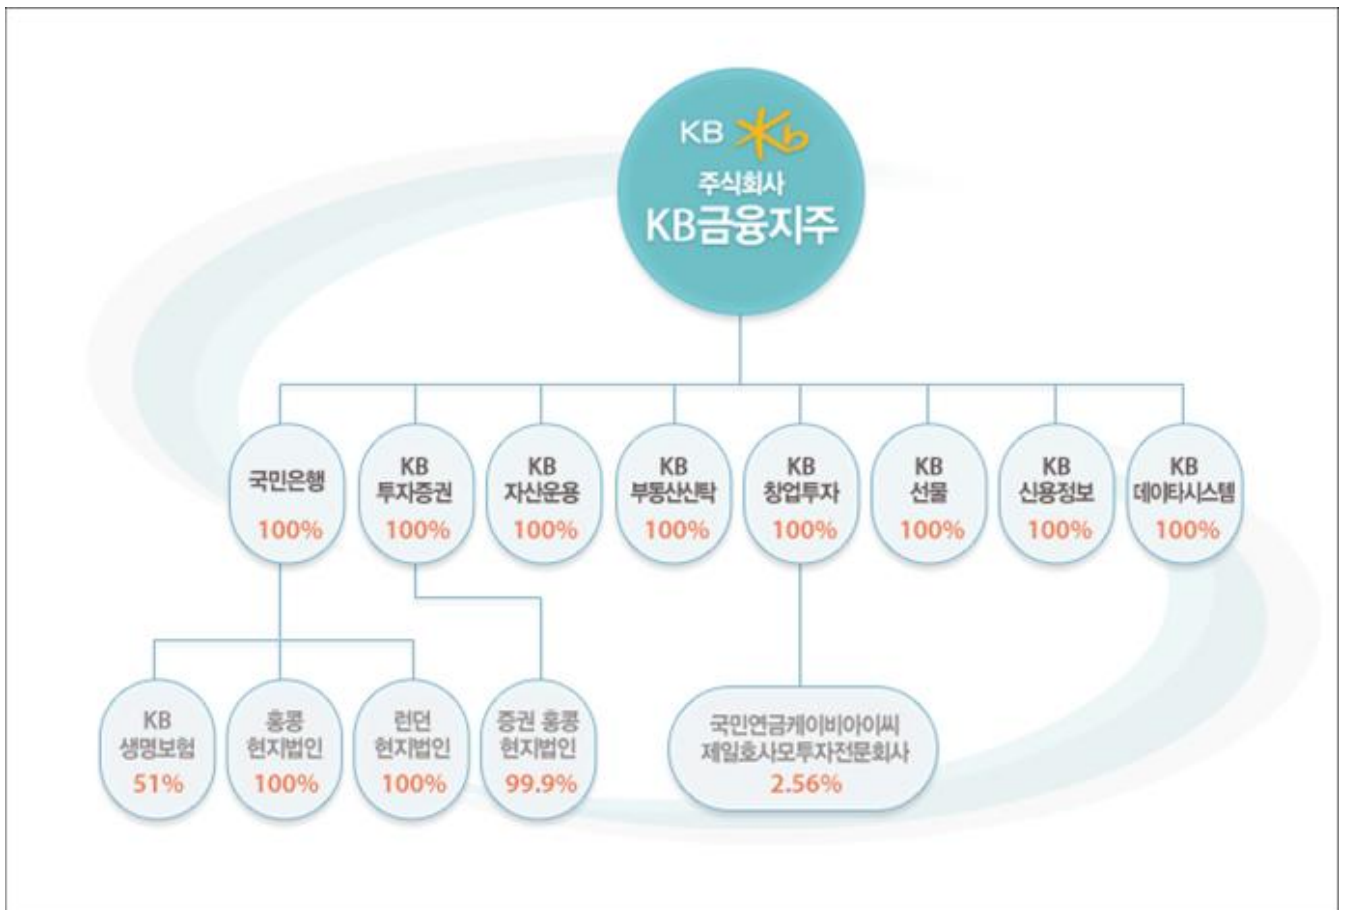 KB Kb
주식회사
KB금융지주
국민은행
100%
KB
투자증권
100%
KB
자산운용
100%
KB
부동산신탁
100%
KB
창업투자
100%
KB
선물
100%
KB
신용정보
100%
KB
데이타시스템
100%
KB
생명보험
51%
홍콩
현지법인
100%
런던
현지법인
100%
증권 홍콩
현지법인
99.9%
국민연금케이비아이씨
제일호사모투자전문회사
2.56%